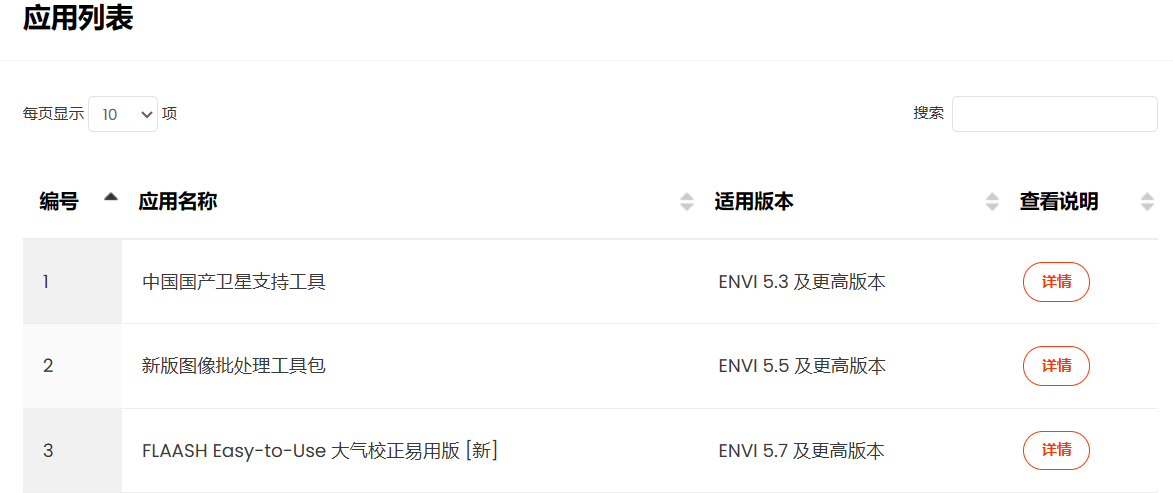 应用列表
每页显示 10 项 搜索
编号 应用名称 适用版本 查看说明
1 中国国产卫星支持工具 ENVI 5.3 及更高版本 详情
2 新版图像批处理工具包 ENVI 5.5 及更高版本 详情
3 FLAASH Easy-to-Use 大气校正易用版 [新] ENVI 5.7 及更高版本 详情